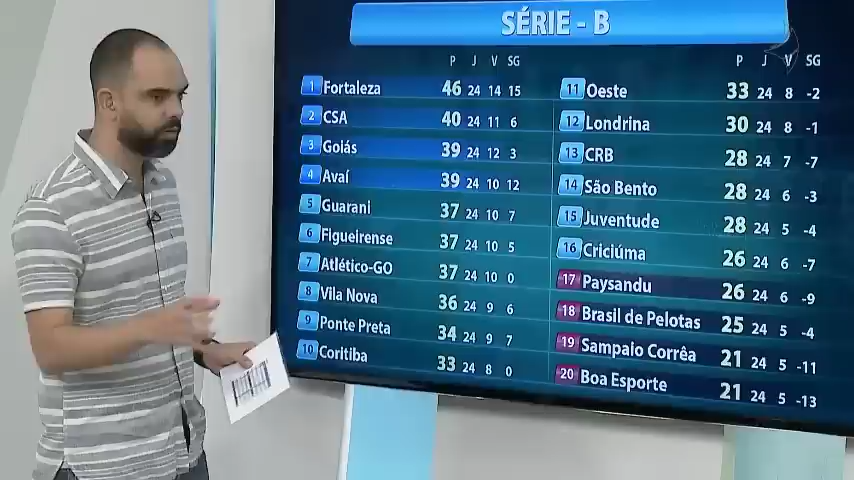 SÉRIE - B
P J V SG
1 Fortaleza 46 24 14 15
2 CSA 40 24 11 6
3 Goiás 39 24 12 3
4 Avaí 39 24 10 12
5 Guarani 37 24 10 7
6 Figueirense 37 24 10 5
7 Atlético-GO 37 24 10 0
8 Vila Nova 36 24 9 6
9 Ponte Preta 34 24 9 7
10 Coritiba 33 24 8 0
P J V SG
11 Oeste 33 24 8 -2
12 Londrina 30 24 8 -1
13 CRB 28 24 7 -7
14 São Bento 28 24 6 -3
15 Juventude 28 24 5 -4
16 Criciúma 26 24 6 -7
17 Paysandu 26 24 6 -9
18 Brasil de Pelotas 25 24 5 -4
19 Sampaio Corrêa 21 24 5 -11
20 Boa Esporte 21 24 5 -13